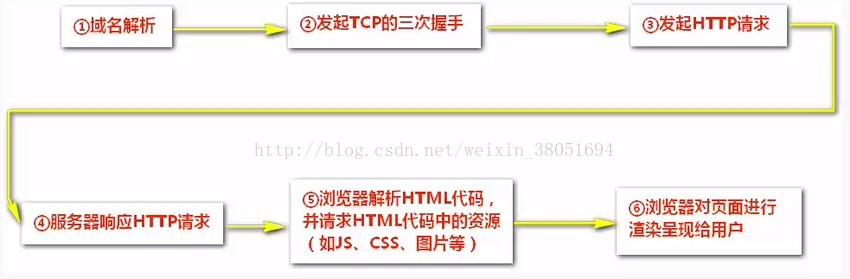 ①域名解析
②发起TCP的三次握手
③发起HTTP请求
http://blog.csdn.net/weixin_38051694
④服务器响应HTTP请求
⑤浏览器解析HTML代码，
并请求HTML代码中的资源
（如JS、CSS、图片等）
⑥浏览器对页面进行
渲染呈现给用户